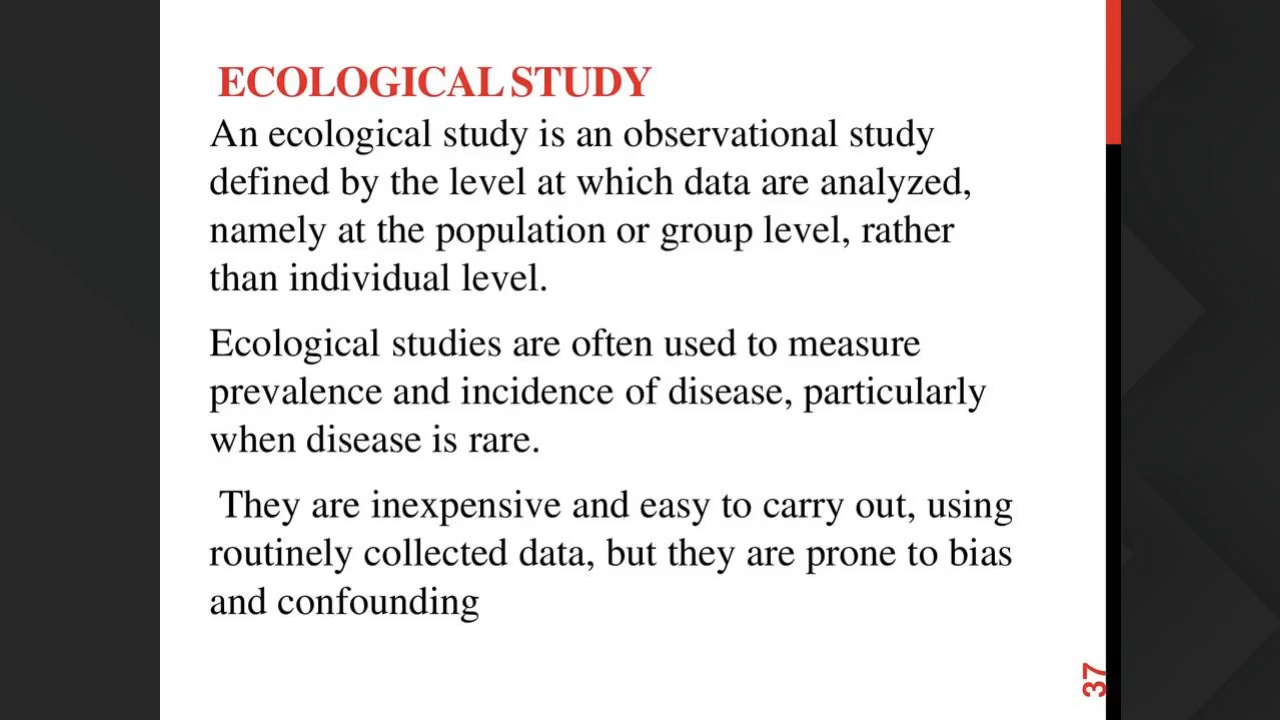 ECOLOGICAL STUDY
An ecological study is an observational study
defined by the level at which data are analyzed,
namely at the population or group level, rather
than individual level.
Ecological studies are often used to measure
prevalence and incidence of disease, particularly
when disease is rare.
They are inexpensive and easy to carry out, using
routinely collected data, but they are prone to bias
and confounding
37